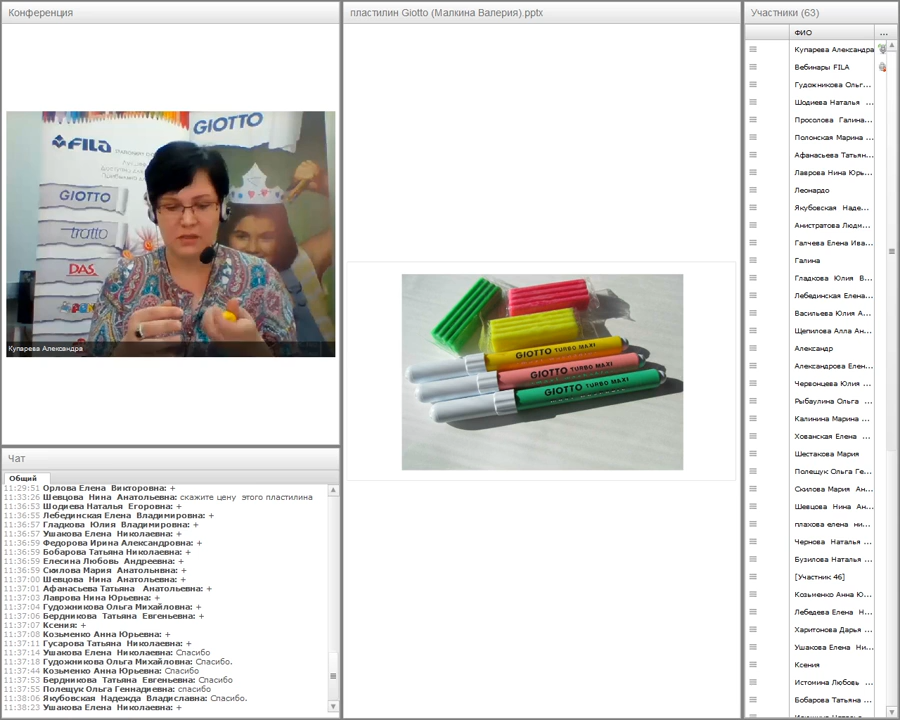 Конференция
GIOTTO
FILA
GIOTTO
tratto
DAS
Купарева Александра
Чат
Общий
11:29:51 Орлова Елена Викторовна: +
11:33:26 Шевцова Нина Анатольевна: скажите цену этого пластилина
11:36:53 Шодиева Наталья Егоровна: +
11:36:55 Лебединская Елена Владимировна: +
11:36:57 Гладкова Юлия Владимировна: +
11:36:57 Ушакова Елена Николаевна: +
11:36:59 Федорова Ирина Александровна: +
11:36:59 Бобарова Татьяна Николаевна: +
11:36:59 Елесина Любовь Андреевна: +
11:36:59 Скилова Мария Анатольнвна: +
11:37:00 Шевцова Нина Анатольевна: +
11:37:01 Афанасьева Татьяна Анатольевна: +
11:37:03 Лаврова Нина Юрьевна: +
11:37:04 Гудожникова Ольга Михайловна: +
11:37:06 Бердникова Татьяна Евгеньевна: +
11:37:07 Ксения: +
11:37:08 Козьменко Анна Юрьевна: +
11:37:11 Гусарова Татьяна Николаевна: +
11:37:14 Ушакова Елена Николаевна: Спасибо
11:37:18 Гудожникова Ольга Михайловна: Спасибо.
11:37:44 Козьменко Анна Юрьевна: Спасибо
11:37:53 Бердникова Татьяна Евгеньевна: Спасибо
11:37:55 Полещук Ольга Геннадиевна: спасибо
11:38:06 Якубовская Надежда Владиславна: Спасибо.
11:38:23 Ушакова Елена Николаевна: +
пластилин Giotto (Малкина Валерия).pptx
GIOTTO TURBO MAXI
GIOTTO TURBO MAXI
GIOTTO TURBO MAXI
Участники (63)
ФИО ...
Купарева Александра
Вебинары FILA
Гудожникова Ольг...
Шодиева Наталья ...
Просолова Галина...
Полонская Марина ...
Афанасьева Татьян...
Лаврова Нина Юрь...
Леонардо
Якубовская Наде...
Анистратова Людм...
Галчева Елена Ива...
Галина
Гладкова Юлия В...
Лебединская Елена...
Васильева Юлия А...
Щепилова Алла Ан...
Александр
Александрова Елен...
Червонцева Юлия ...
Рыбаулина Ольга ...
Калинина Марина ...
Хованская Елена ...
Шестакова Мария
Полещук Ольга Ге...
Скилова Мария Ан...
Шевцова Нина Ан...
плахова елена ни...
Чернова Наталья ...
Бузилова Наталья ...
[Участник 46]
Козьменко Анна Ю...
Лебедева Елена Н...
Харитонова Дарья ...
Ушакова Елена Ни...
Ксения
Истомина Любовь ...
Бобарова Татьяна ...